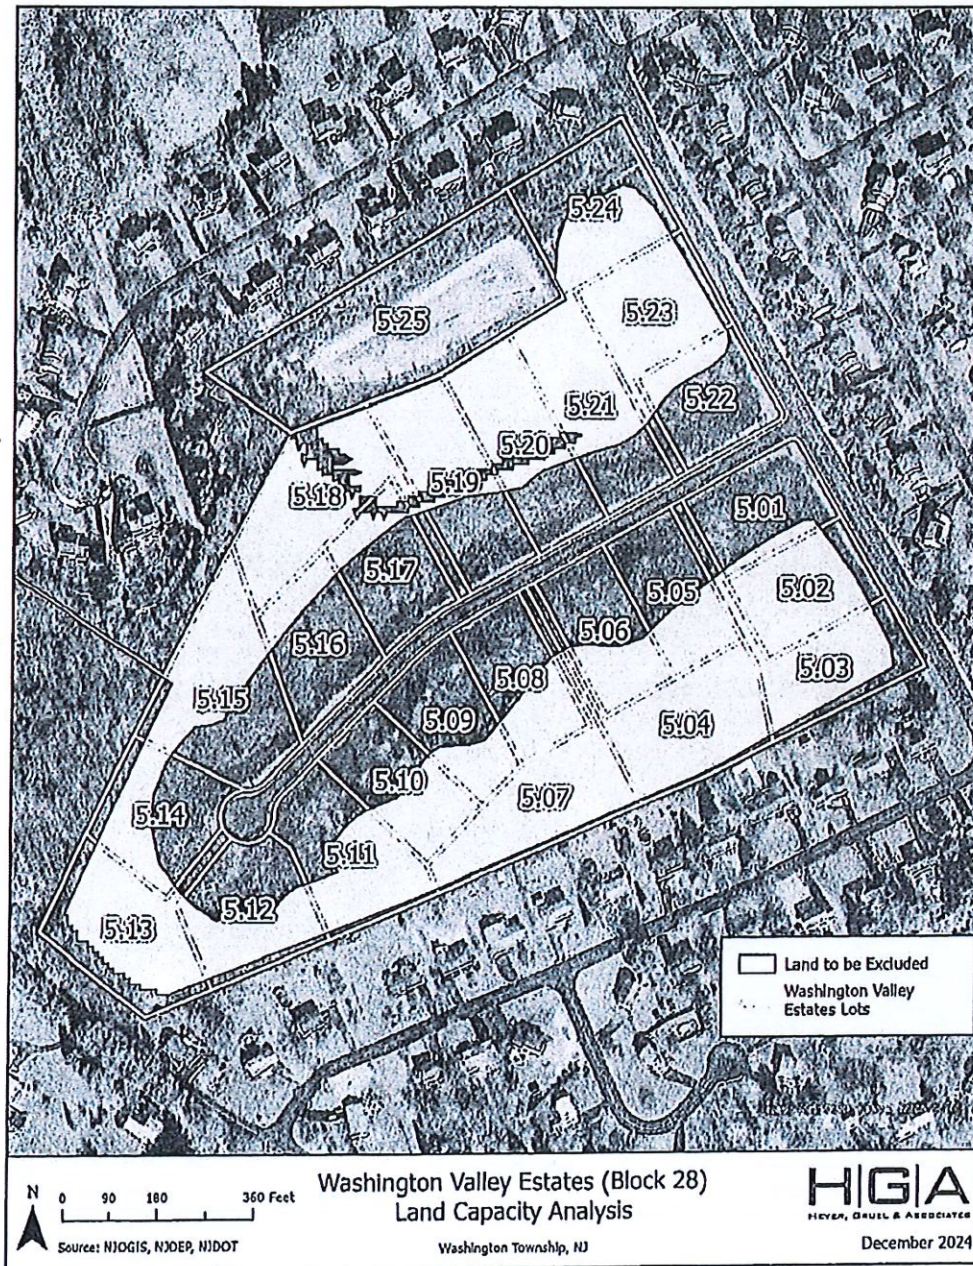 5.24
5.23
5.25
5.22
5.21
5.20
5.19
5.18
5.01
5.17
5.02
5.05
5.06
5.16
5.03
5.08
5.15
5.04
5.09
5.10
5.07
5.14
5.11
5.12
5.13
Land to be Excluded
Washington Valley
Estates Lots
N
0 90 180 360 Feet
Source: NJOGIS, NJDEP, NJDOT
Washington Valley Estates (Block 28)
Land Capacity Analysis
Washington Township, NJ
H|G|A
HEYER, GRUEL & ASSOCIATES
December 2024